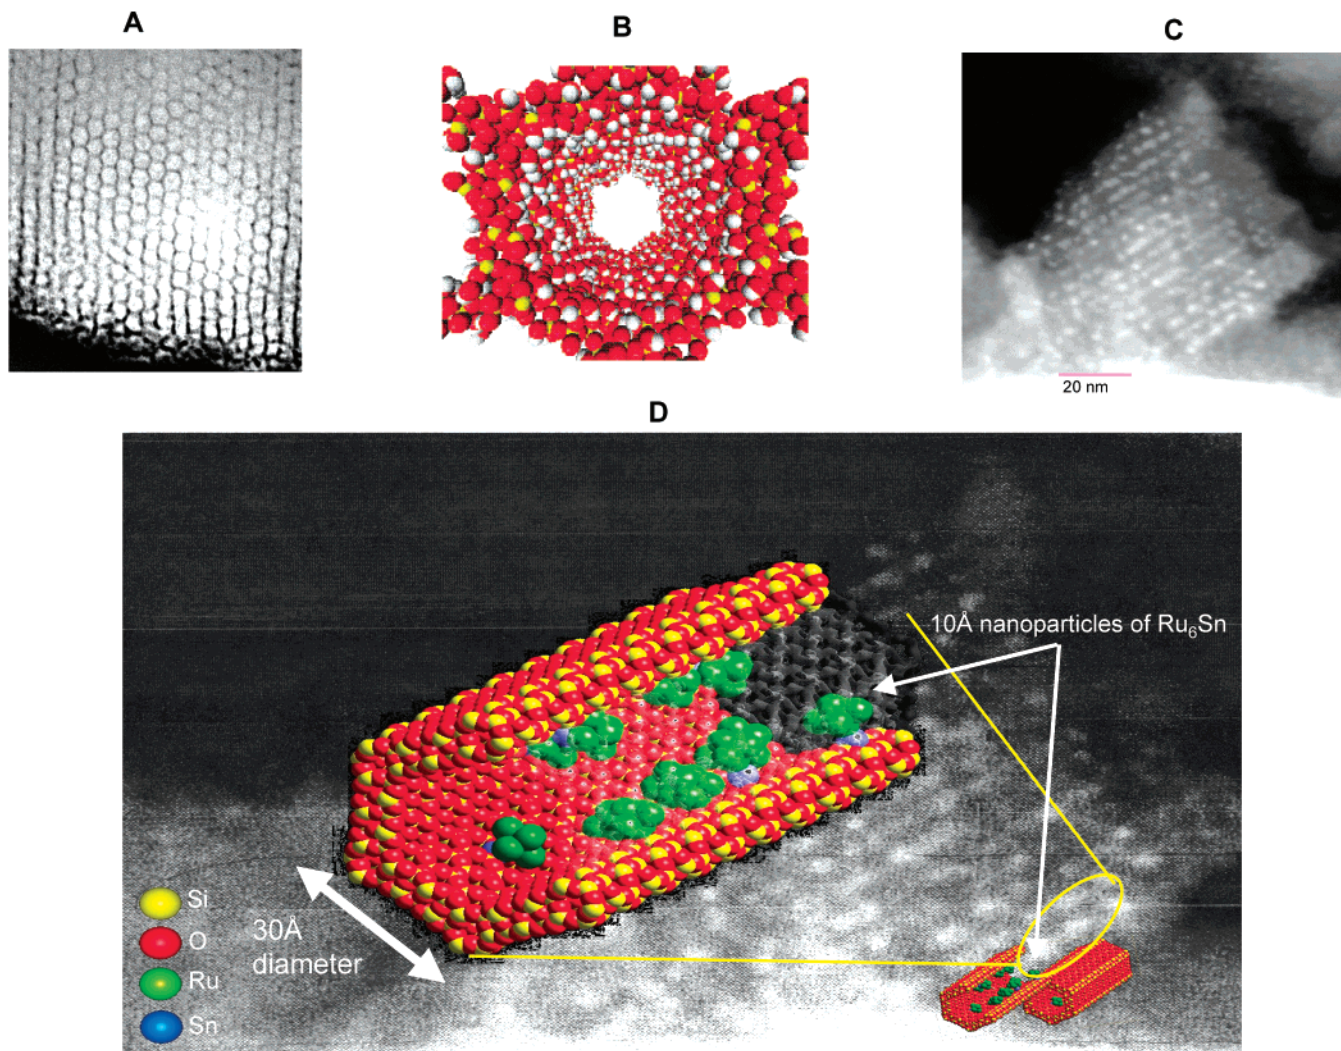 A
B
C
20 nm
D
10Å nanoparticles of Ru₆Sn
30Å
diameter
Si
O
Ru
Sn